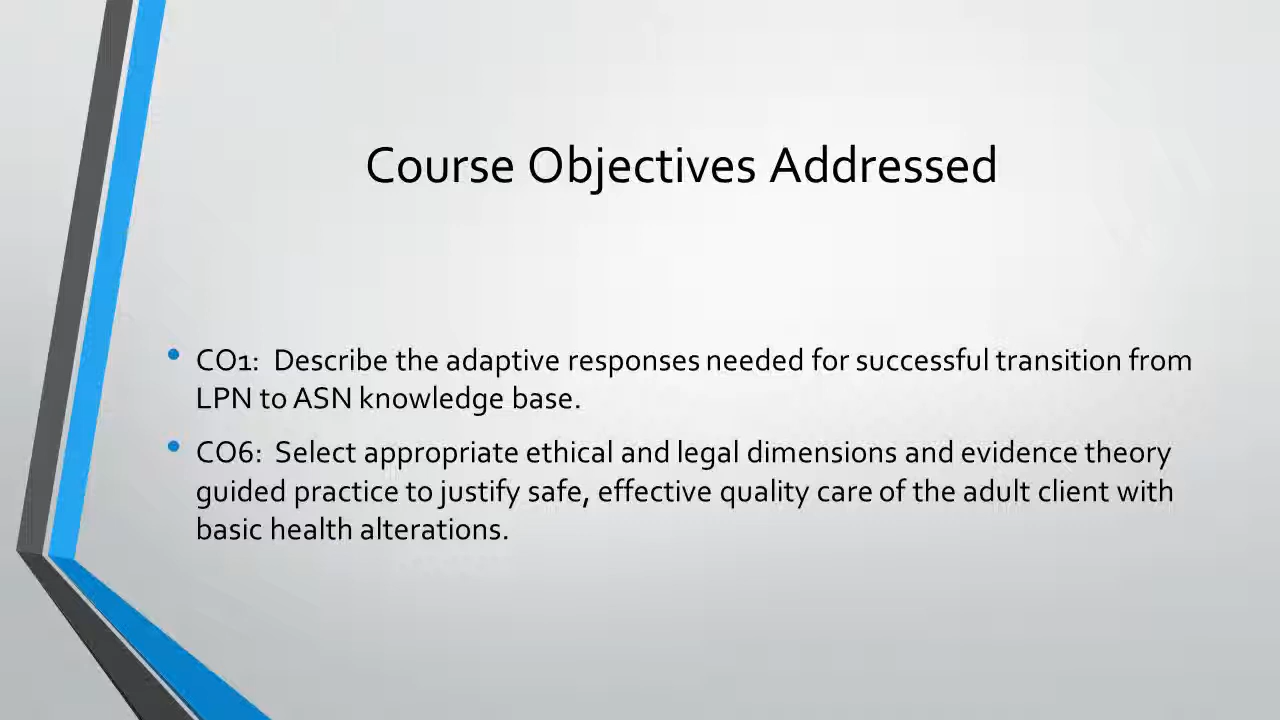 Course Objectives Addressed
• CO1: Describe the adaptive responses needed for successful transition from
LPN to ASN knowledge base.
• CO6: Select appropriate ethical and legal dimensions and evidence theory
guided practice to justify safe, effective quality care of the adult client with
basic health alterations.